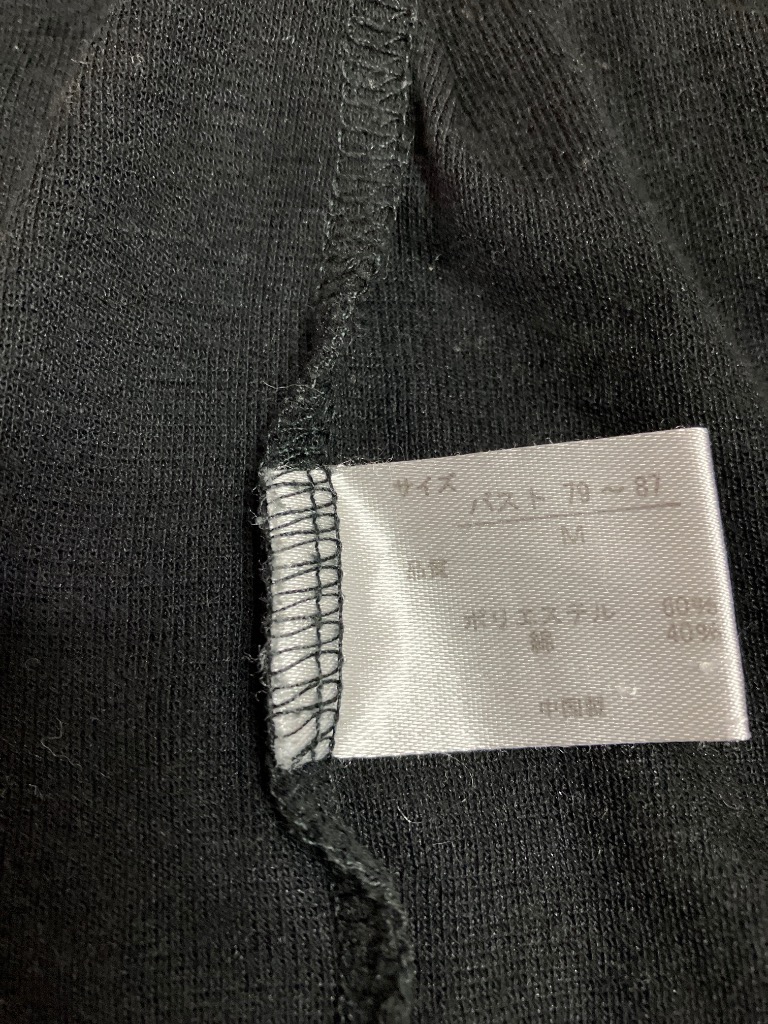 サイズ
バスト 79～87
M
品質
ポリエステル 60%
綿 40%
中国製